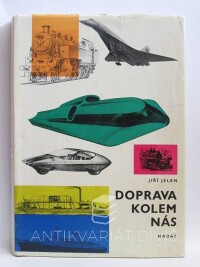 JIŘÍ JELEN
DOPRAVA
KOLEM
NÁS
NADAS
ANTIKVARIÁT